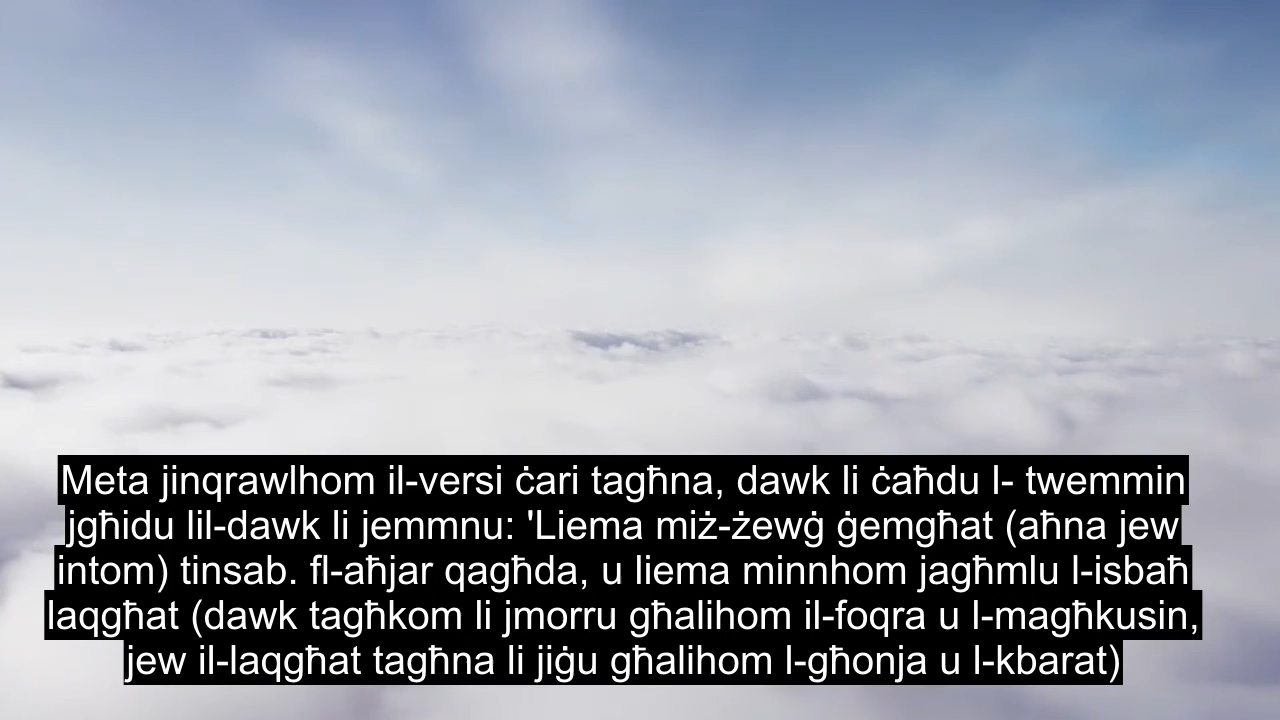 Meta jinqrawlhom il-versi ċari tagħna, dawk li ċaħdu l- twemmin
jgħidu lil-dawk li jemmnu: 'Liema miż-żewġ ġemgħat (aħna jew
intom) tinsab. fl-aħjar qagħda, u liema minnhom jagħmlu l-isbaħ
laqgħat (dawk tagħkom li jmorru għalihom il-foqra u l-magħkusin,
jew il-laqgħat tagħna li jiġu għalihom l-għonja u l-kbarat)